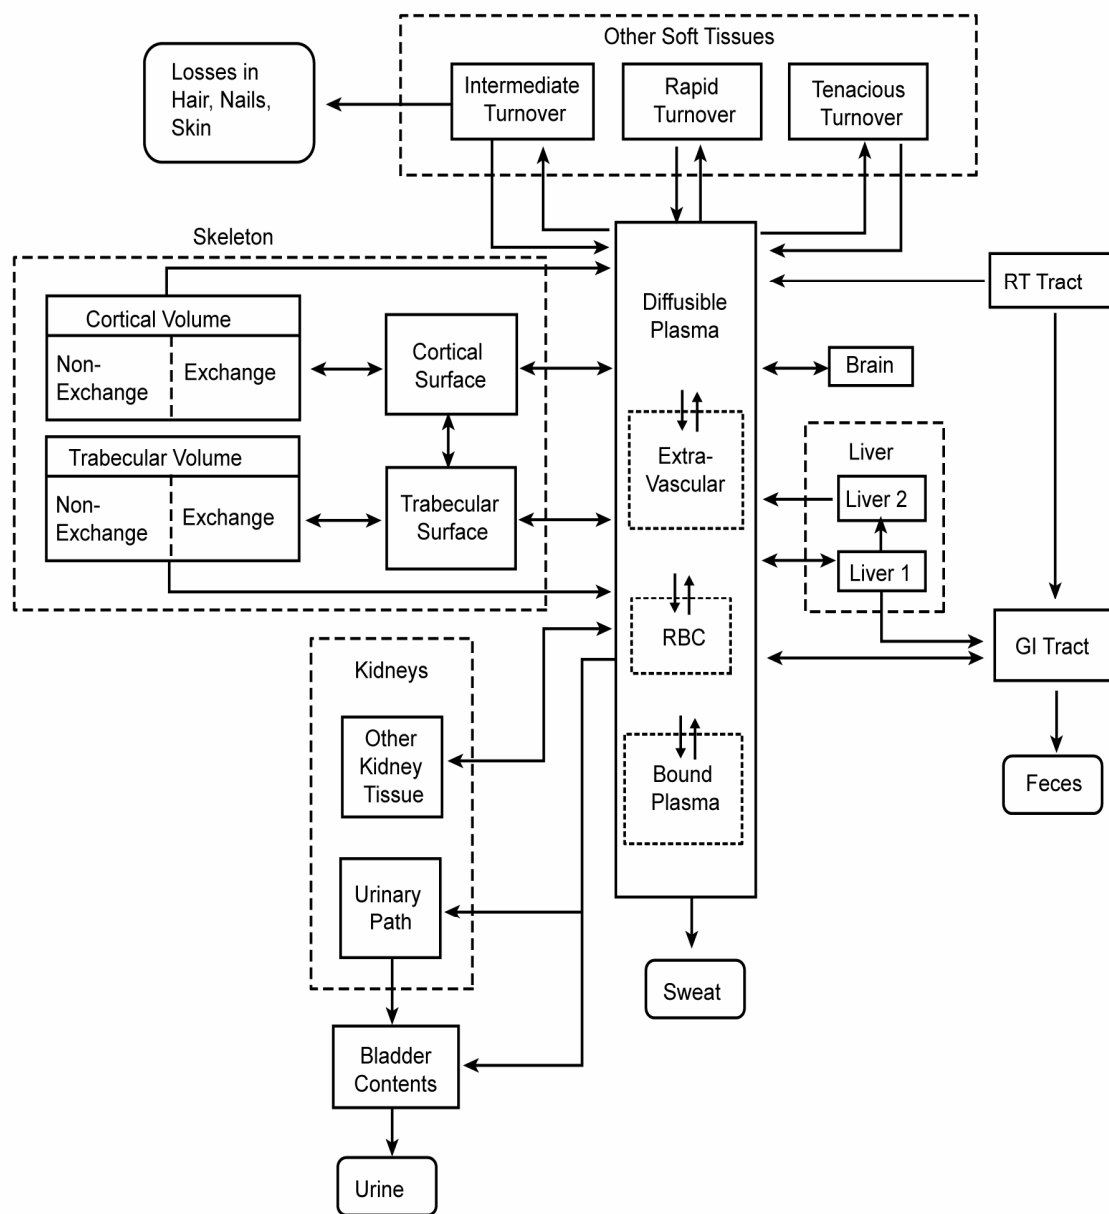 Other Soft Tissues
Losses in
Hair, Nails,
Skin
Intermediate
Turnover
Rapid
Turnover
Tenacious
Turnover
Skeleton
Cortical Volume
Non-
Exchange
Exchange
Cortical
Surface
Trabecular Volume
Non-
Exchange
Exchange
Trabecular
Surface
Diffusible
Plasma
Extra-
Vascular
RBC
Bound
Plasma
RT Tract
Brain
Liver
Liver 2
Liver 1
GI Tract
Feces
Kidneys
Other
Kidney
Tissue
Urinary
Path
Sweat
Bladder
Contents
Urine